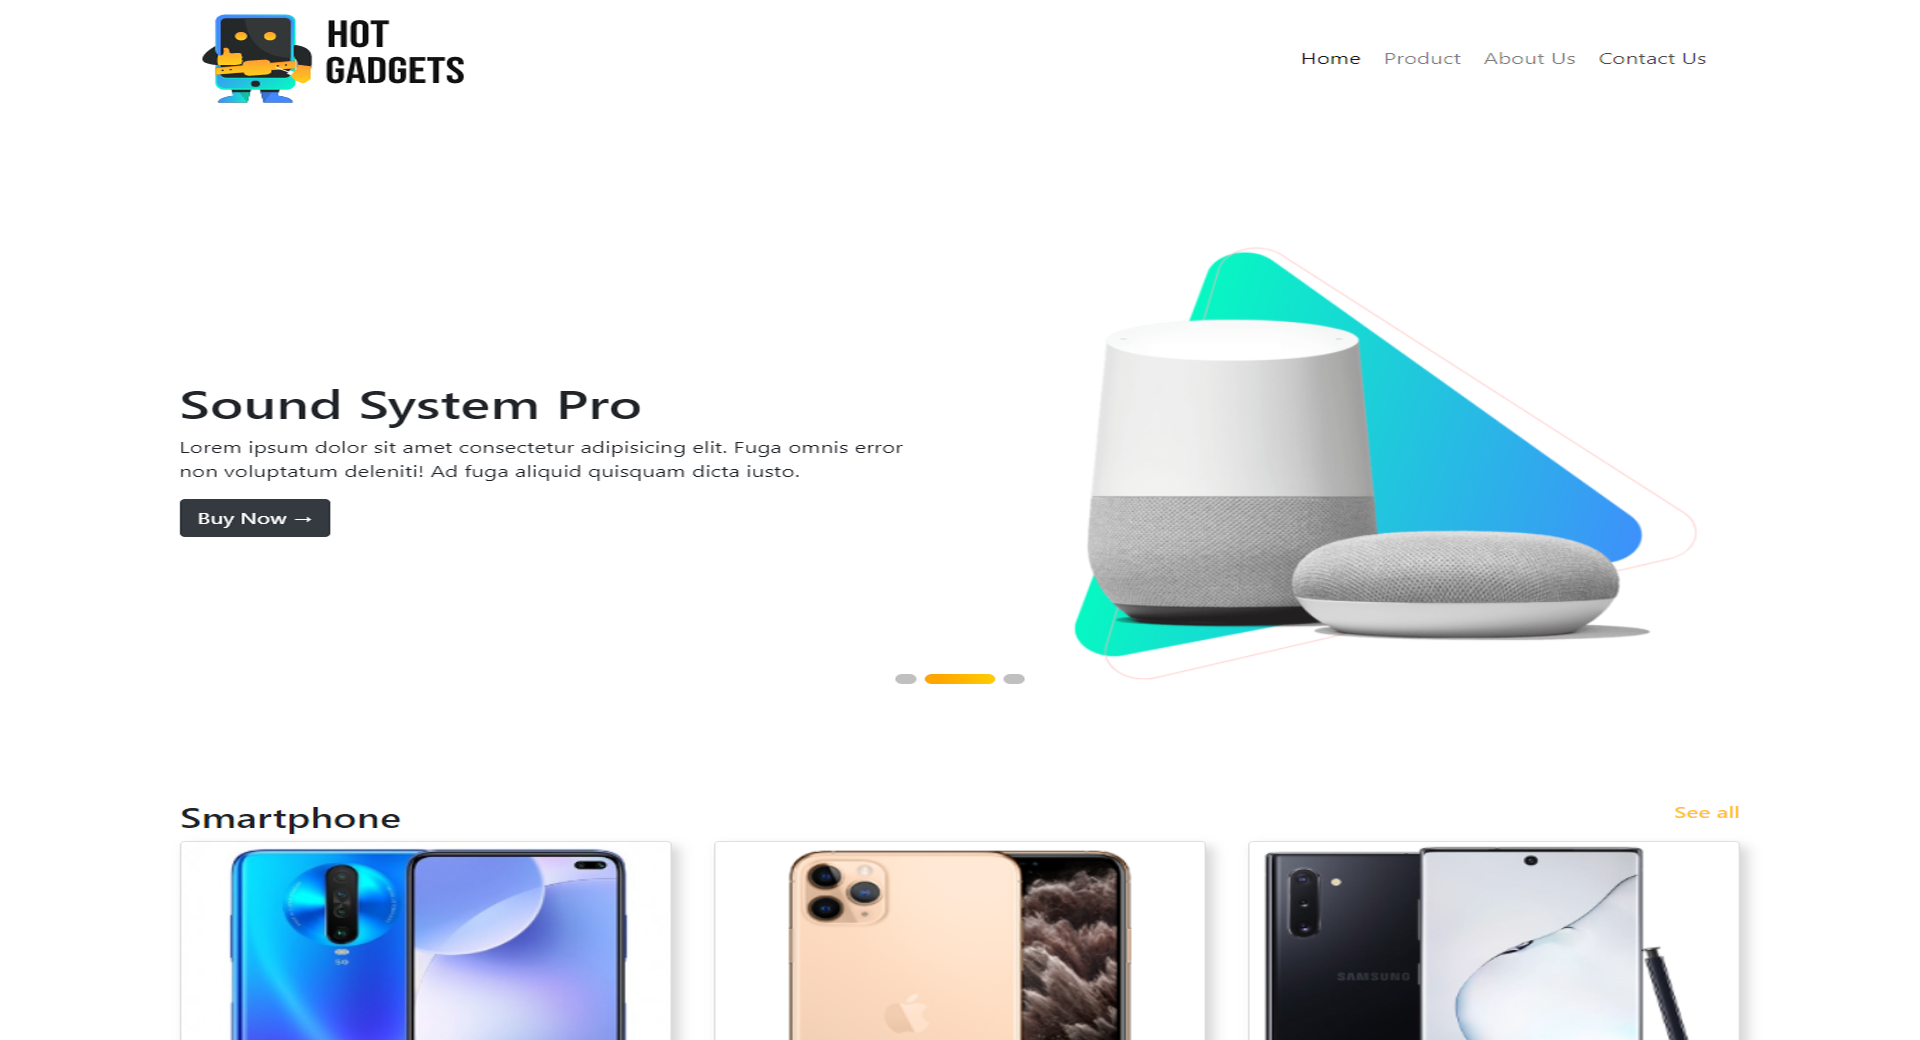 HOT
GADGETS
Home
Product
About Us
Contact Us
Sound System Pro
Lorem ipsum dolor sit amet consectetur adipisicing elit. Fuga omnis error
non voluptatum deleniti! Ad fuga aliquid quisquam dicta iusto.
Buy Now →
Smartphone
See all
5G
SAMSUNG